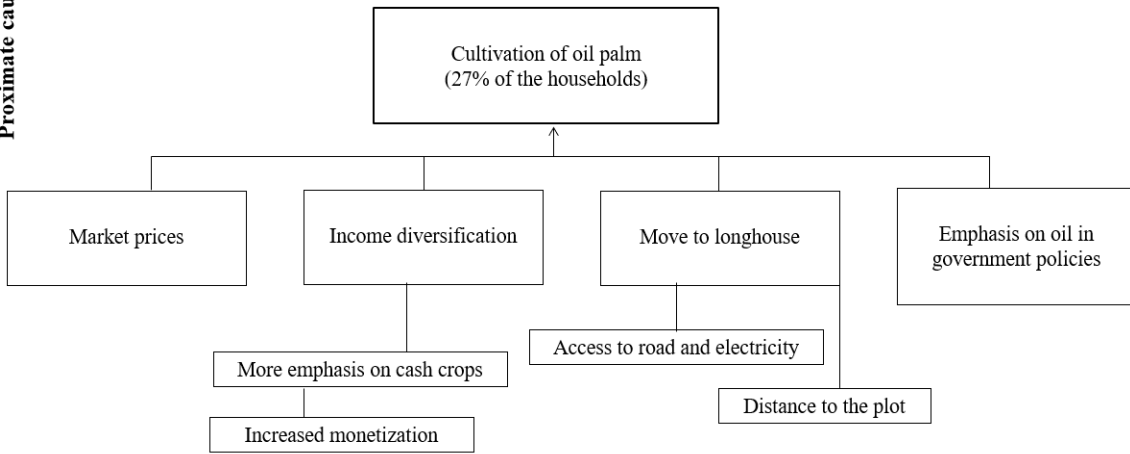 Proximate
Cultivation of oil palm
(27% of the households)
Market prices
Income diversification
Move to longhouse
Emphasis on oil in
government policies
Access to road and electricity
More emphasis on cash crops
Distance to the plot
Increased monetization